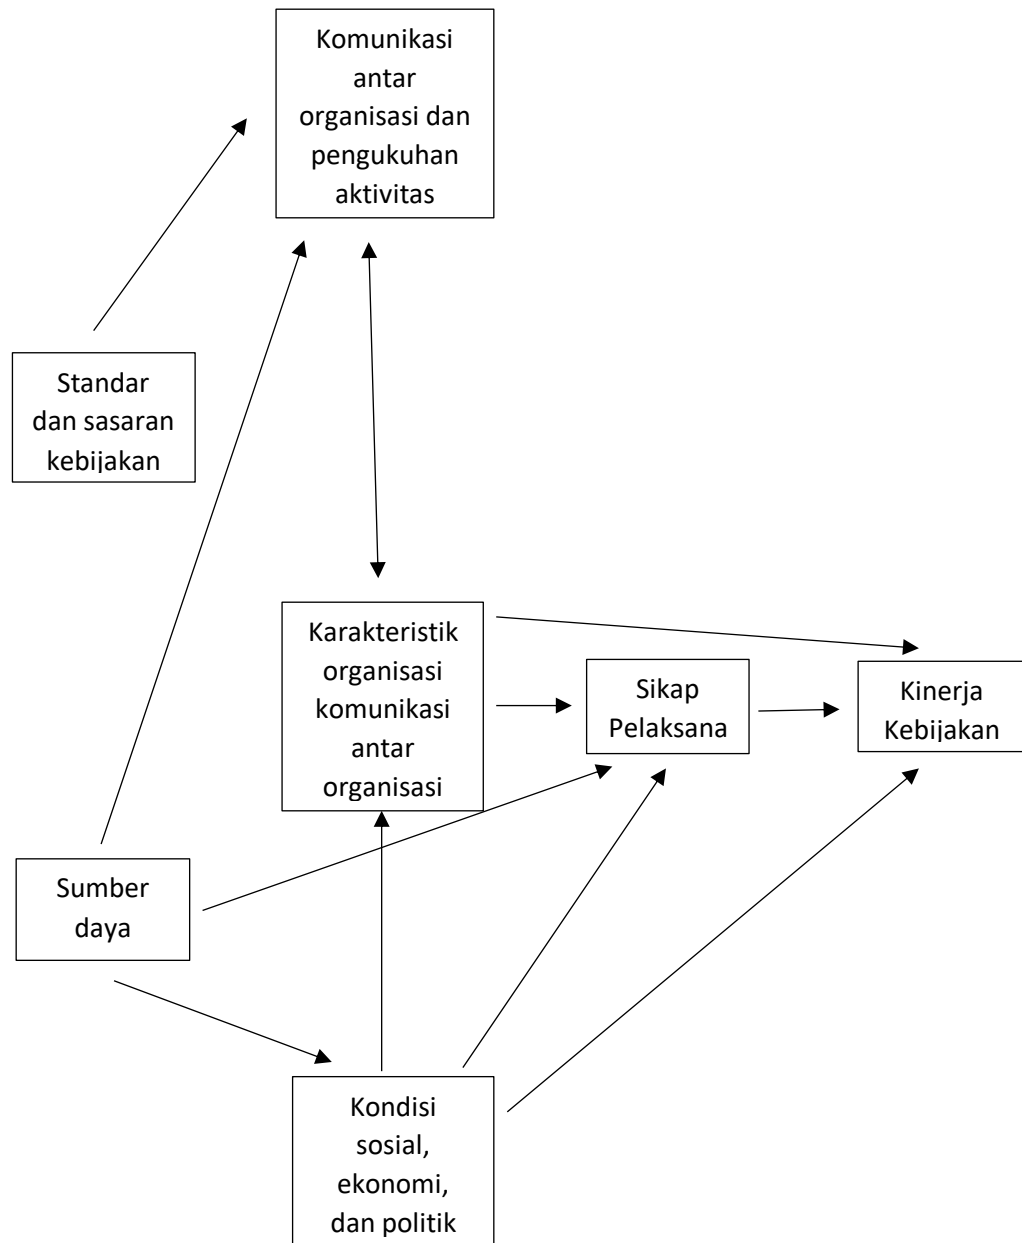 Komunikasi
antar
organisasi dan
pengukuhan
aktivitas
Standar
dan sasaran
kebijakan
Karakteristik
organisasi
komunikasi
antar
organisasi
Sikap
Pelaksana
Kinerja
Kebijakan
Sumber
daya
Kondisi
sosial,
ekonomi,
dan politik